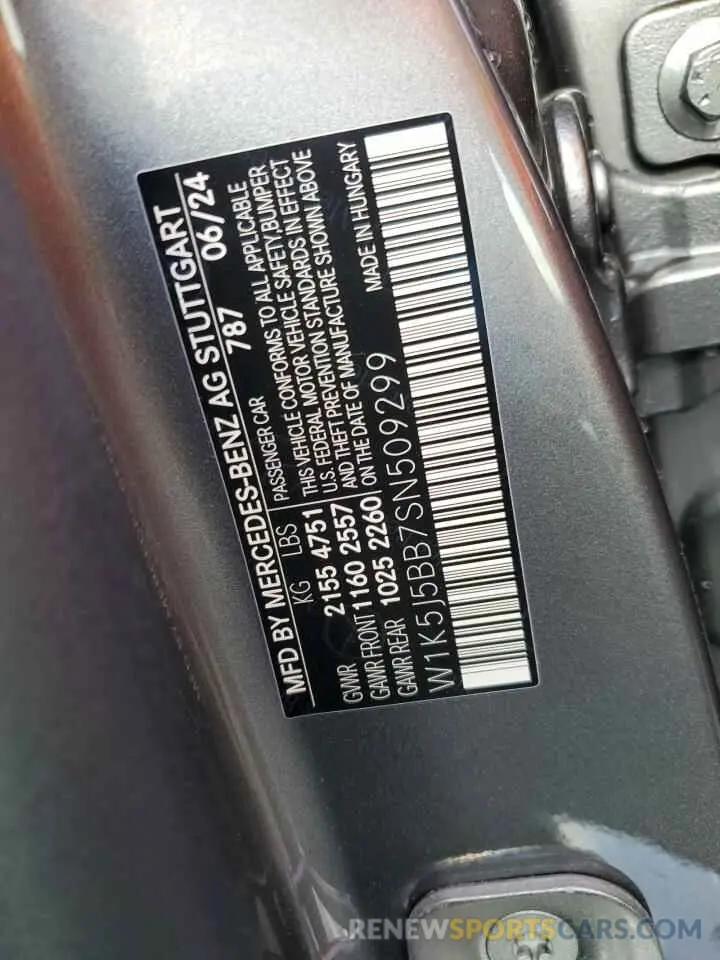 MFD BY MERCEDES-BENZ AG STUTTGART
KG LBS 787 06/24
GVWR 2155 4751
GAWR FRONT 1160 2557
GAWR REAR 1025 2260
PASSENGER CAR
THIS VEHICLE CONFORMS TO ALL APPLICABLE
U.S. FEDERAL MOTOR VEHICLE SAFETY, BUMPER
AND THEFT PREVENTION STANDARDS IN EFFECT
ON THE DATE OF MANUFACTURE SHOWN ABOVE
W1K5J5BB7SN509299
MADE IN HUNGARY
RENEWSPORTSCARS.COM